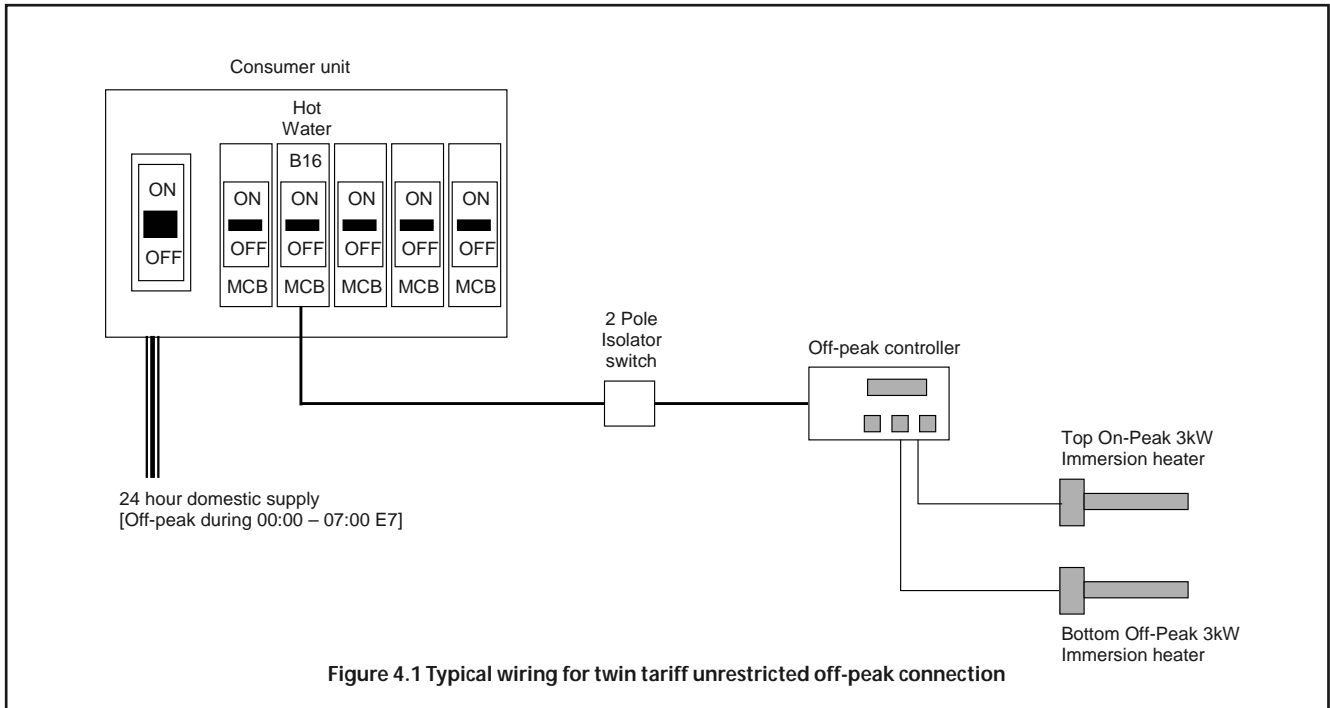 Consumer unit
Hot
Water
B16
ON
OFF
ON
OFF
MCB
ON
OFF
MCB
ON
OFF
MCB
ON
OFF
MCB
ON
OFF
MCB
2 Pole
Isolator
switch
Off-peak controller
Top On-Peak 3kW
Immersion heater
24 hour domestic supply
[Off-peak during 00:00 – 07:00 E7]
Bottom Off-Peak 3kW
Immersion heater
Figure 4.1 Typical wiring for twin tariff unrestricted off-peak connection